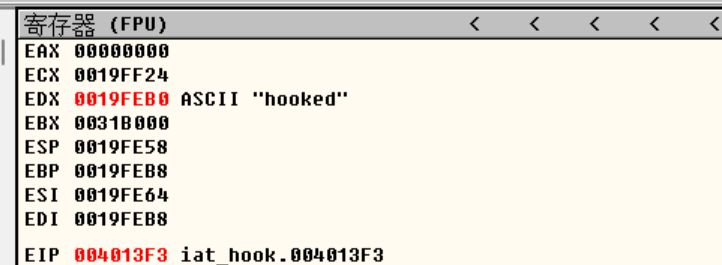 寄存器 (FPU) < < < < <
EAX 00000000
ECX 0019FF24
EDX 0019FEB0 ASCII "hooked"
EBX 0031B000
ESP 0019FE58
EBP 0019FEB8
ESI 0019FE64
EDI 0019FEB8
EIP 004013F3 iat_hook.004013F3